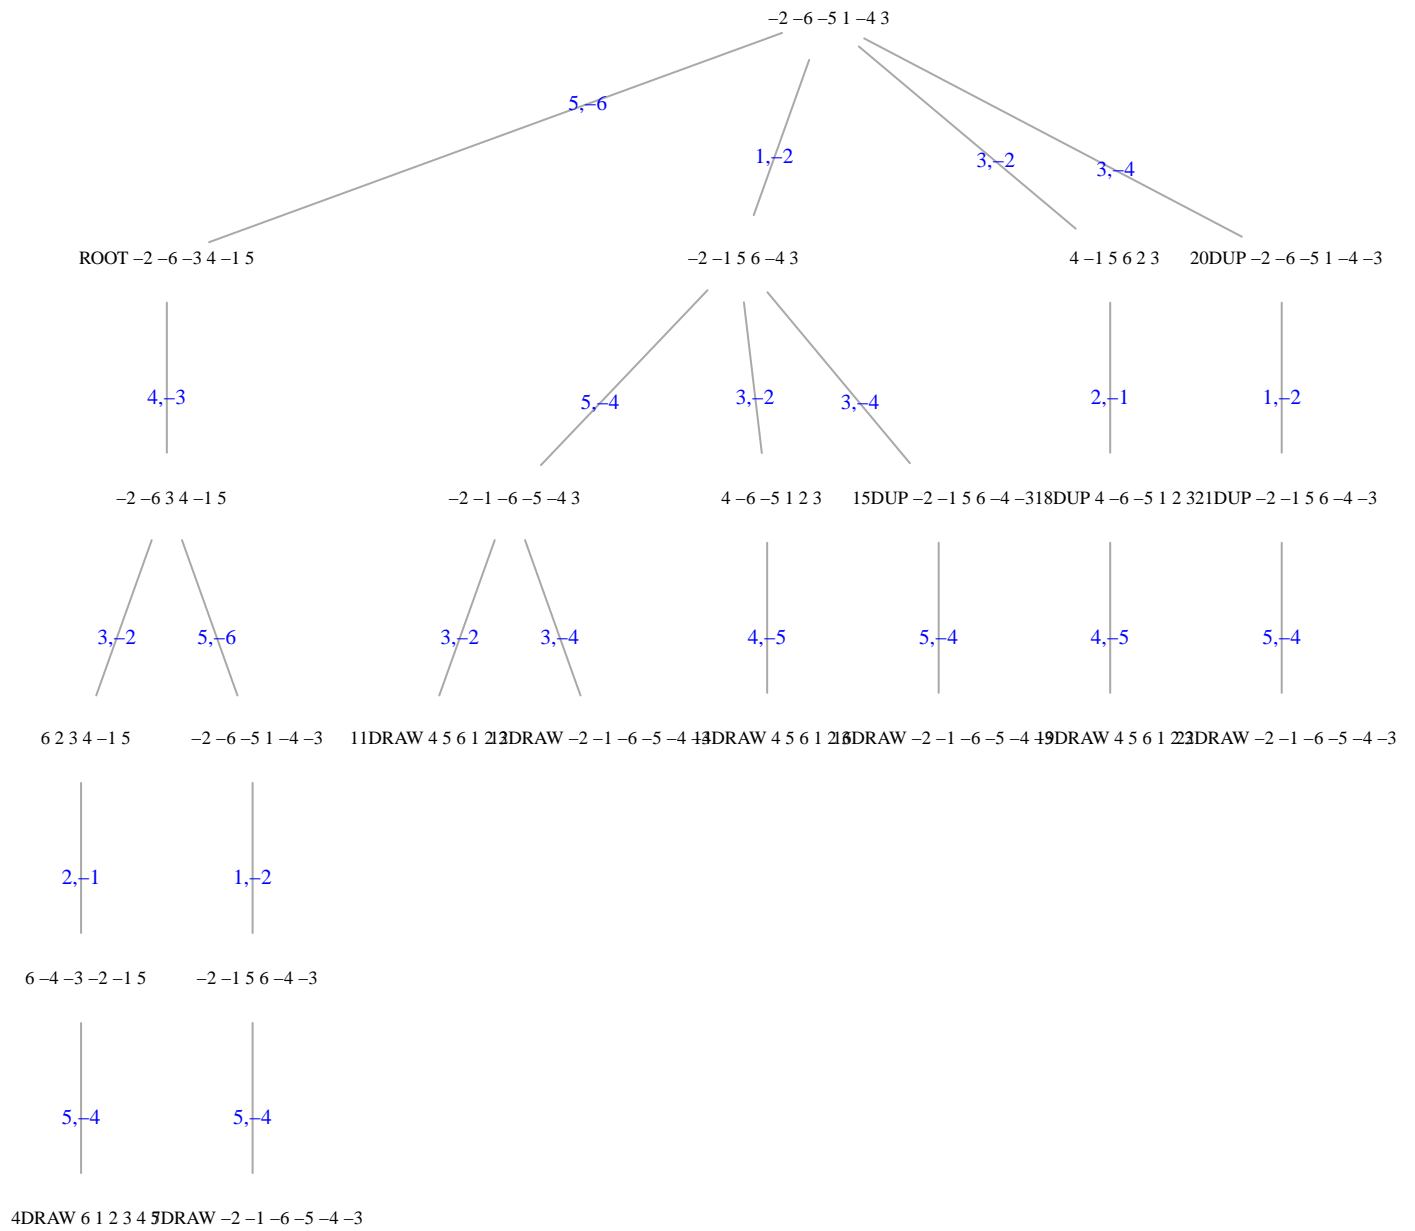 −2 −6 −5 1 −4 3
5,−6
1,−2
3,−2
3,−4
ROOT −2 −6 −3 4 −1 5
−2 −1 5 6 −4 3
4 −1 5 6 2 3
20DUP −2 −6 −5 1 −4 −3
4,−3
5,−4
3,−2
3,−4
2,−1
1,−2
−2 −6 3 4 −1 5
−2 −1 −6 −5 −4 3
4 −6 −5 1 2 3
15DUP −2 −1 5 6 −4 −3
18DUP 4 −6 −5 1 2 3
21DUP −2 −1 5 6 −4 −3
3,−2
5,−6
3,−2
3,−4
4,−5
5,−4
4,−5
5,−4
6 2 3 4 −1 5
−2 −6 −5 1 −4 −3
11DRAW 4 5 6 1 2 3
12DRAW −2 −1 −6 −5 −4 −3
14DRAW 4 5 6 1 2 3
16DRAW −2 −1 −6 −5 −4 −3
19DRAW 4 5 6 1 2 3
22DRAW −2 −1 −6 −5 −4 −3
2,−1
1,−2
6 −4 −3 −2 −1 5
−2 −1 5 6 −4 −3
5,−4
5,−4
4DRAW 6 1 2 3 4 5
7DRAW −2 −1 −6 −5 −4 −3